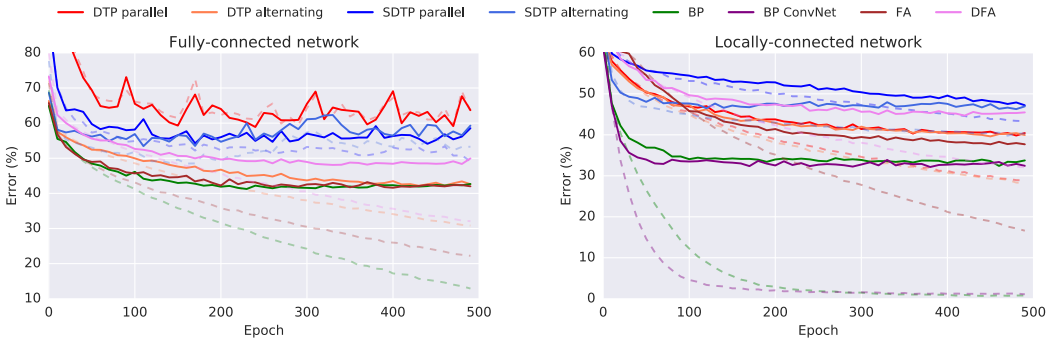 DTP parallel DTP alternating SDTP parallel SDTP alternating BP BP ConvNet FA DFA
Fully-connected network
80
70
60
50
40
30
20
10
0 100 200 300 400 500
Error (%)
Epoch
Locally-connected network
60
50
40
30
20
10
0
0 100 200 300 400 500
Error (%)
Epoch